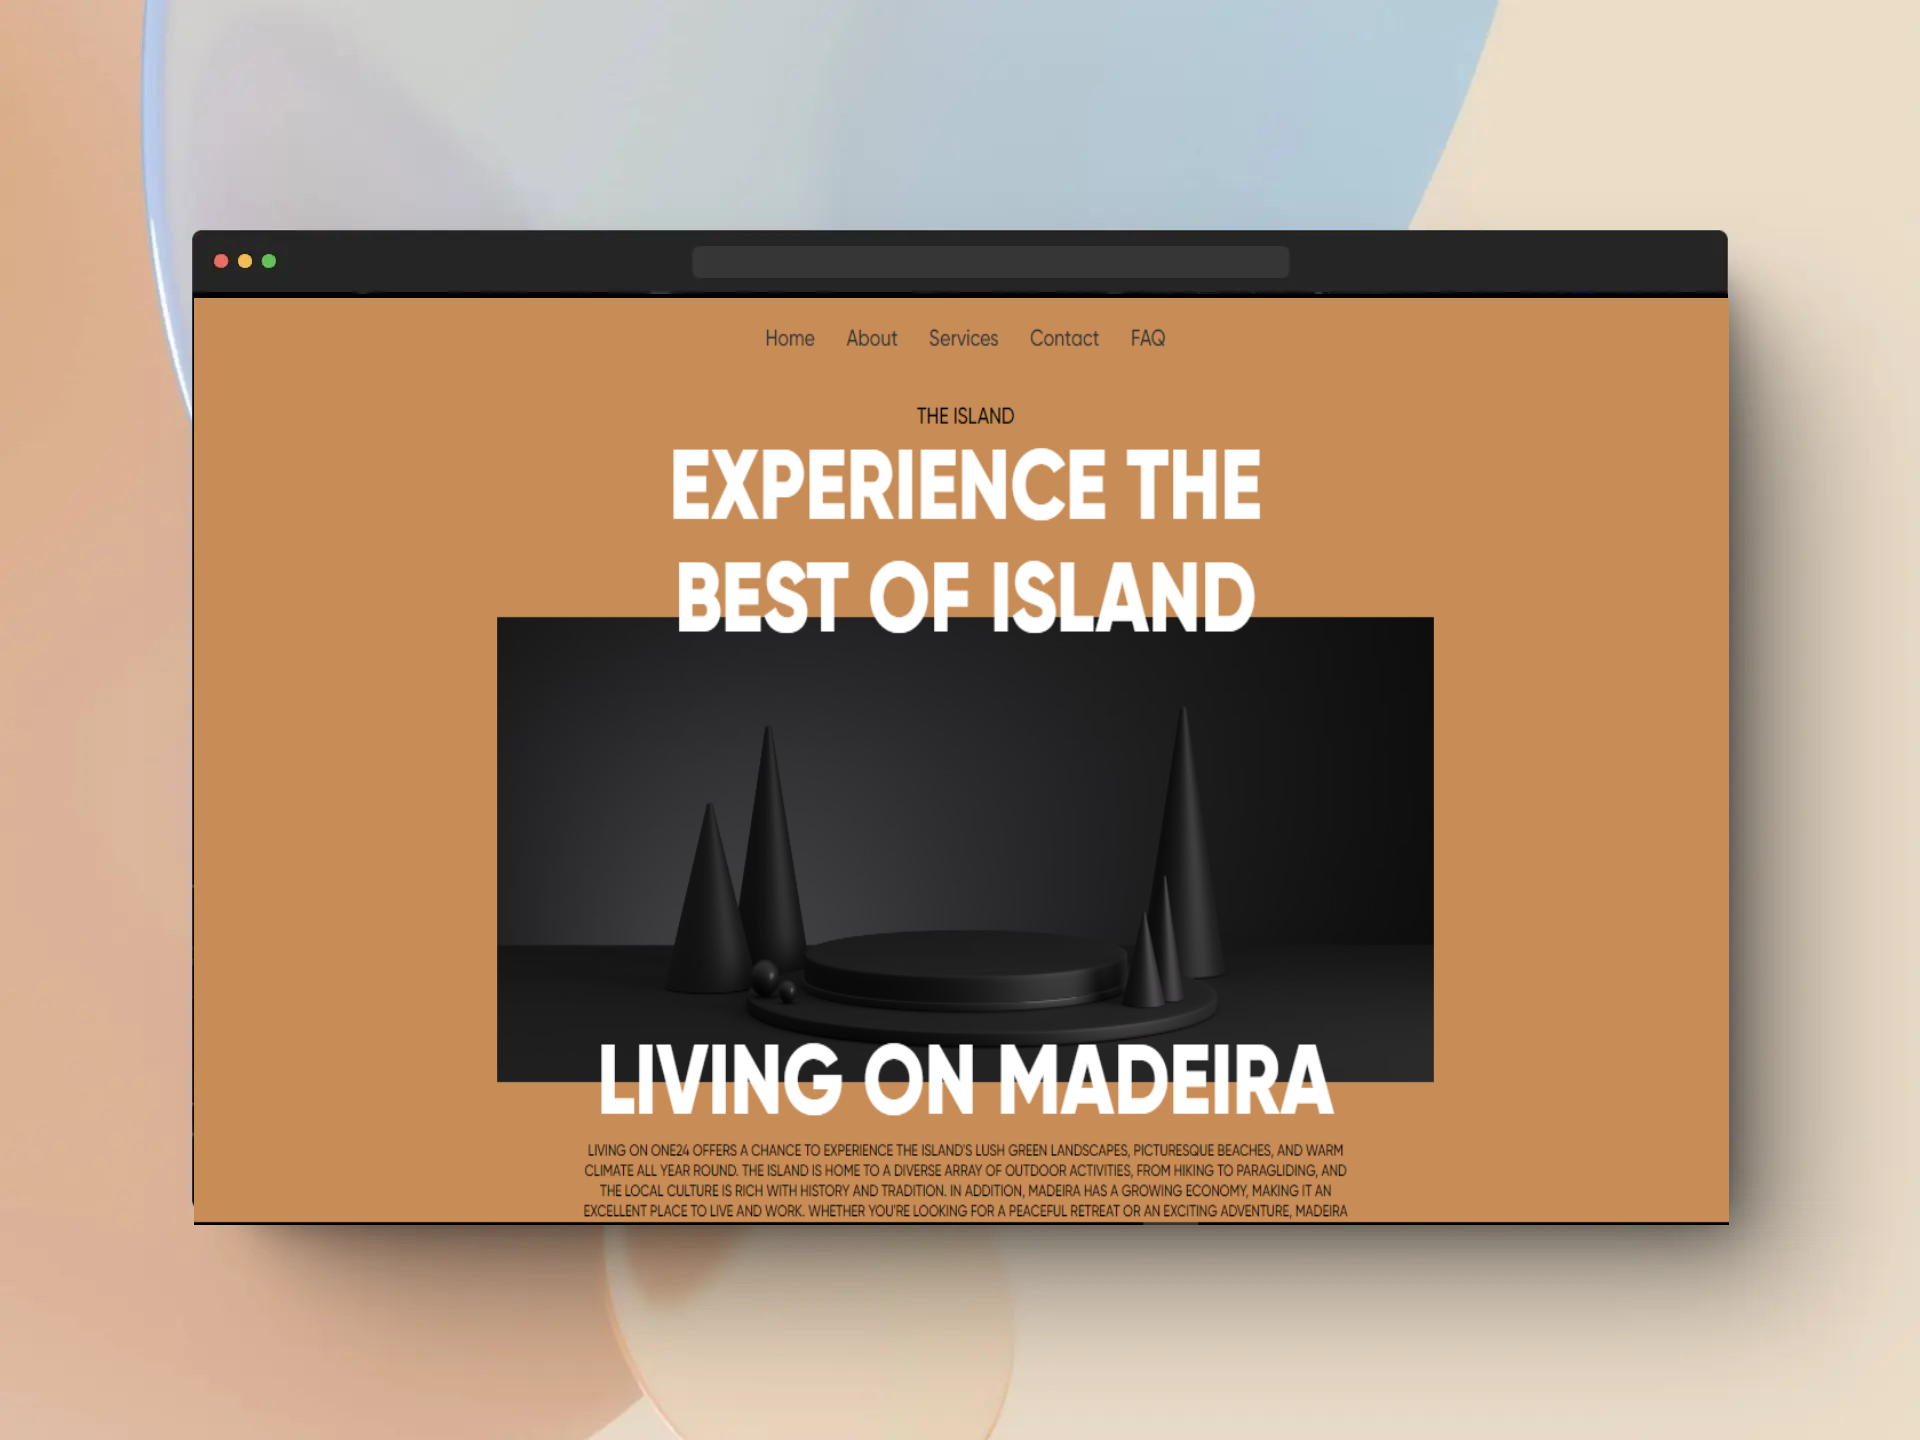 Home About Services Contact FAQ
THE ISLAND
EXPERIENCE THE
BEST OF ISLAND
LIVING ON MADEIRA
LIVING ON ONE24 OFFERS A CHANCE TO EXPERIENCE THE ISLAND'S LUSH GREEN LANDSCAPES, PICTURESQUE BEACHES, AND WARM
CLIMATE ALL YEAR ROUND. THE ISLAND IS HOME TO A DIVERSE ARRAY OF OUTDOOR ACTIVITIES, FROM HIKING TO PARAGLIDING, AND
THE LOCAL CULTURE IS RICH WITH HISTORY AND TRADITION. IN ADDITION, MADEIRA HAS A GROWING ECONOMY, MAKING IT AN
EXCELLENT PLACE TO LIVE AND WORK. WHETHER YOU'RE LOOKING FOR A PEACEFUL RETREAT OR AN EXCITING ADVENTURE, MADEIRA